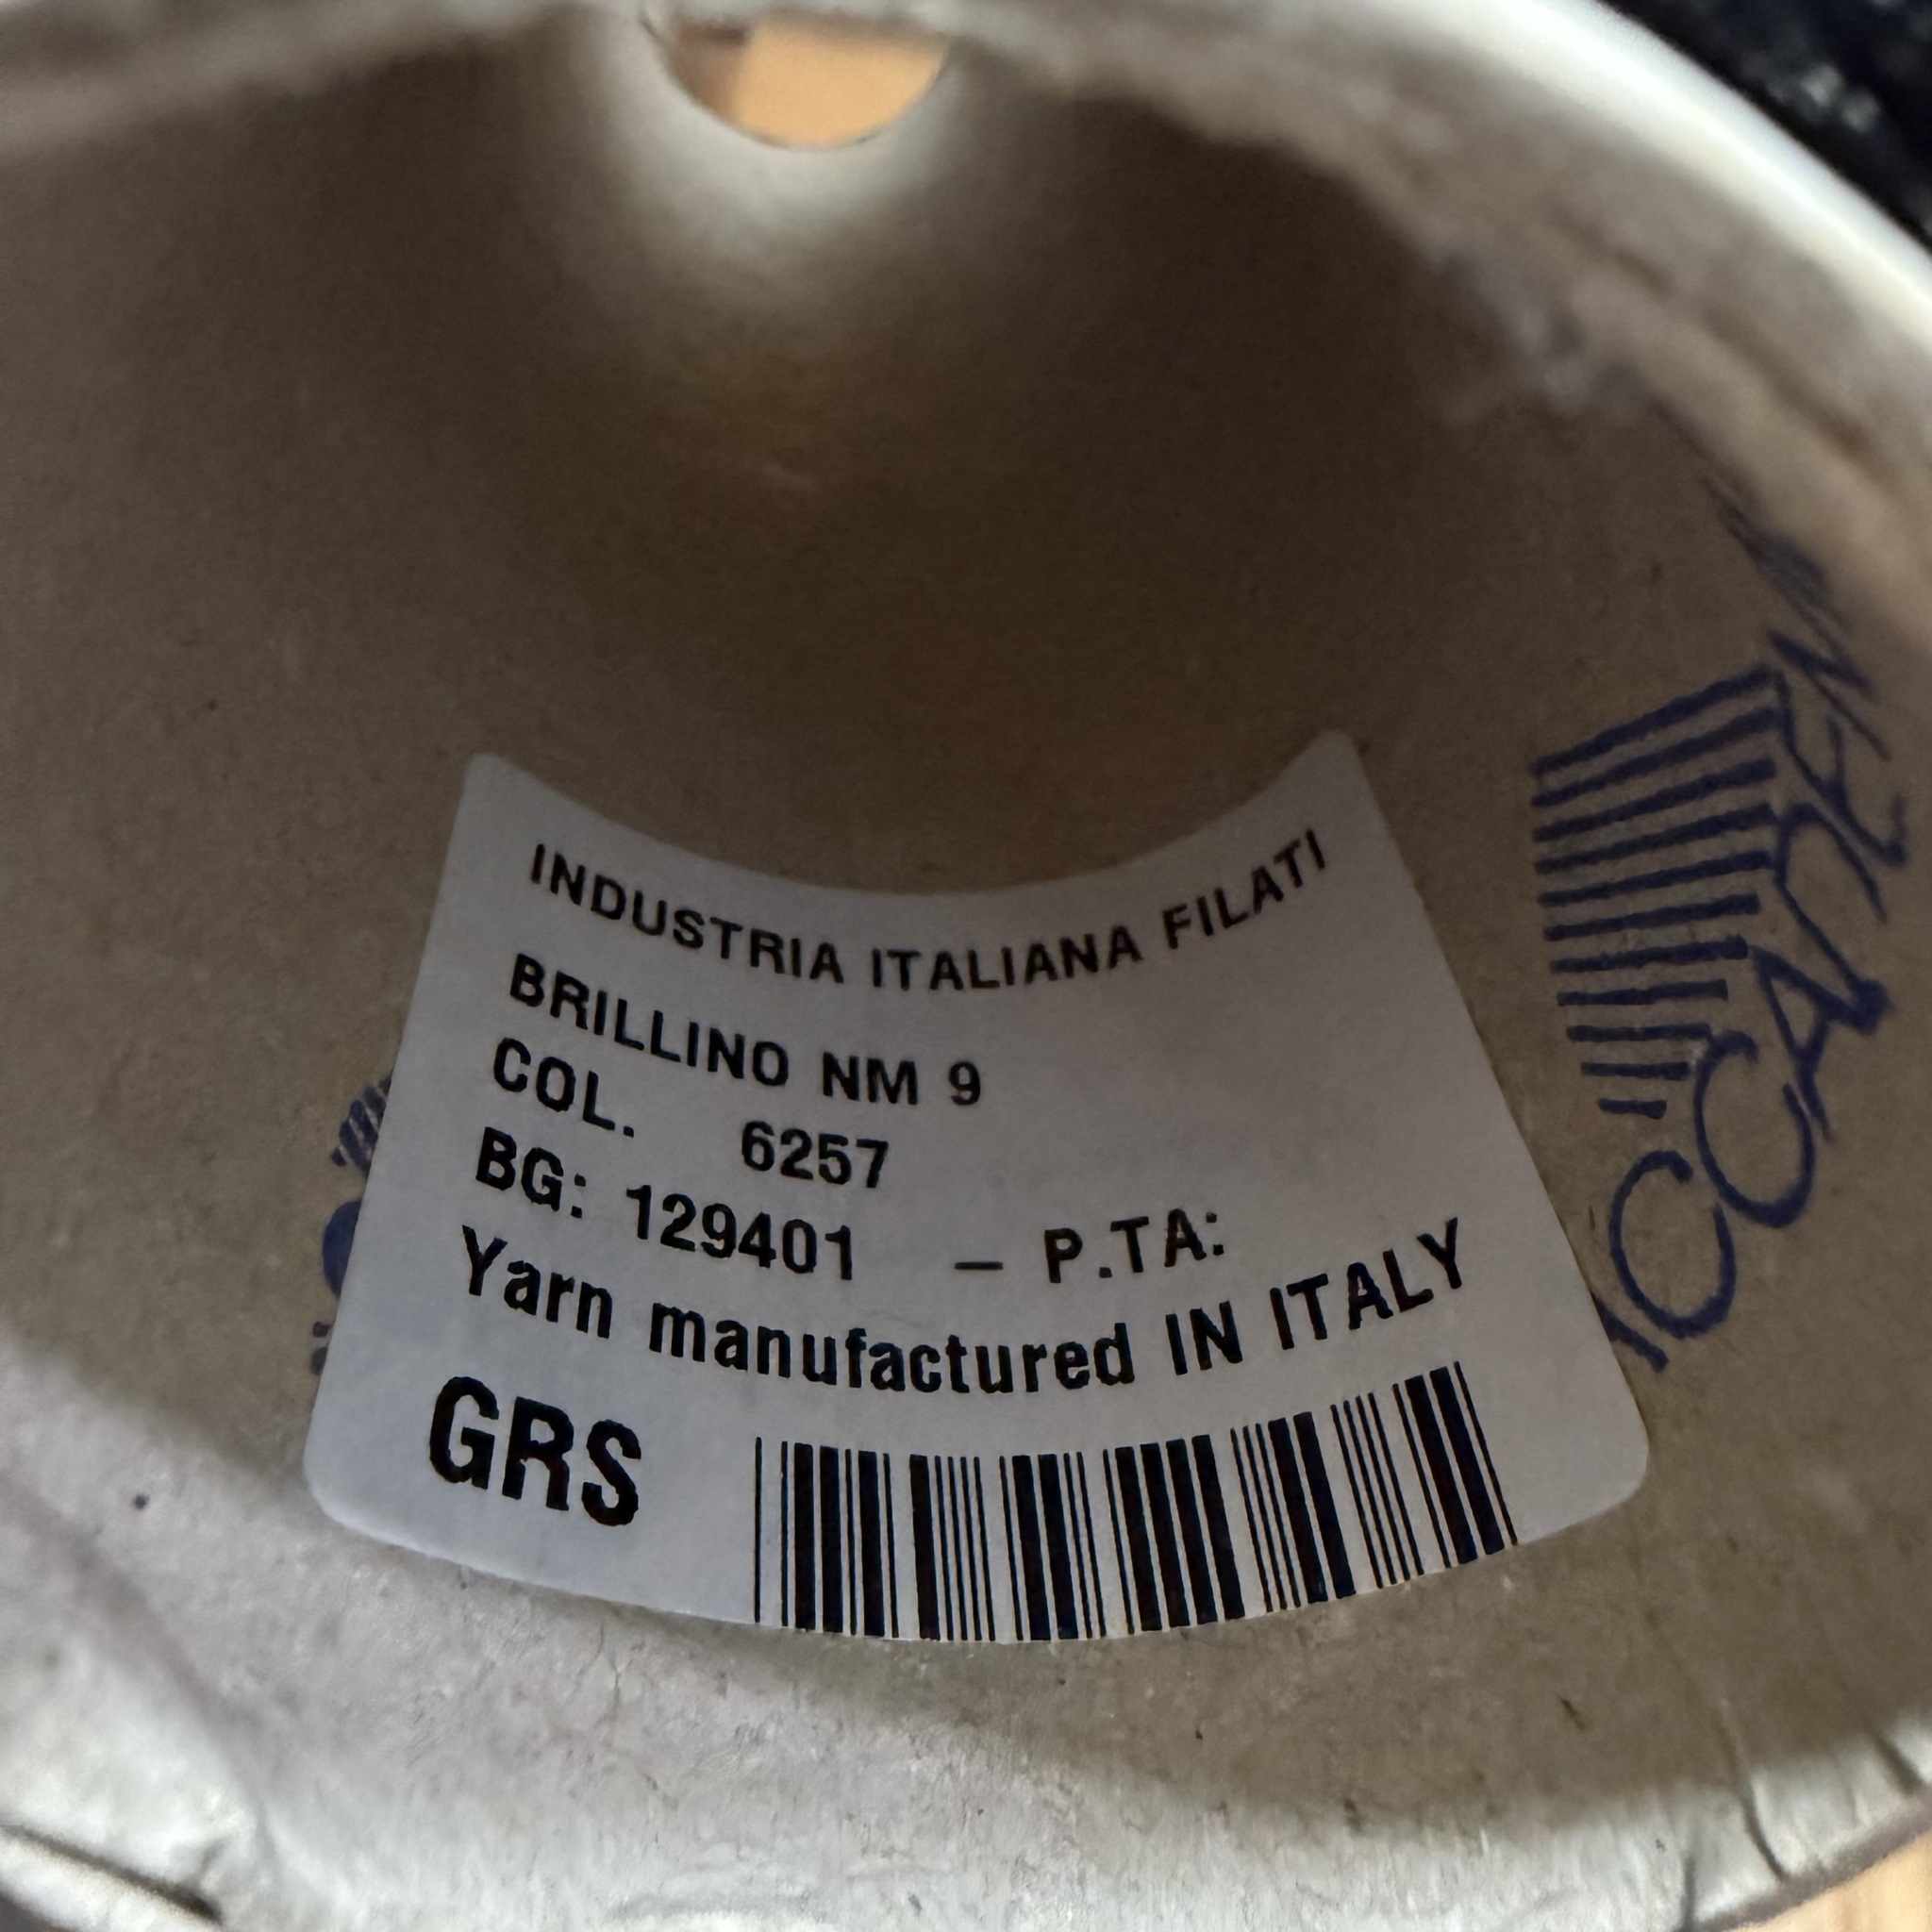 INDUSTRIA ITALIANA FILATI
BRILLINO NM 9
COL. 6257
BG: 129401 – P.TA:
Yarn manufactured IN ITALY
GRS